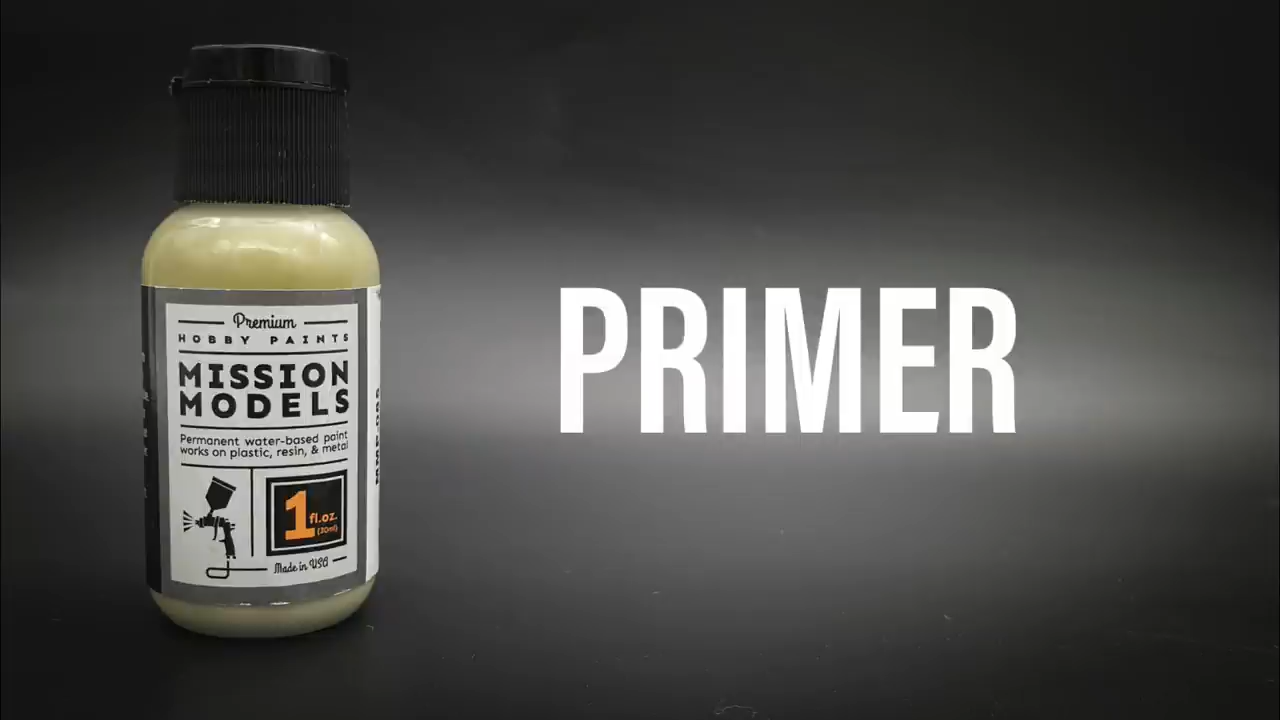 Premium
HOBBY PAINTS
MISSION
MODELS
Permanent water-based paint
works on plastic, resin, & metal
1 fl.oz.
(30ml)
Made in USA
PRIMER